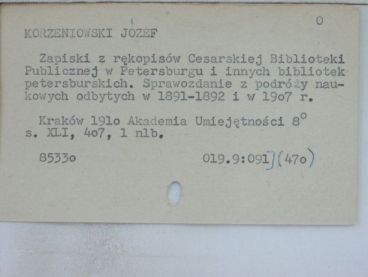 O
KORZENIOWSKI JOZEF
Zapiski z rękopisów Cesarskiej Biblioteki
Publicznej w Petersburgu i innych bibliotek
petersburskich. Sprawozdanie z podróży nau-
kowych odbytych w 1891-1892 i w 19o7 r.
Kraków 191o Akademia Umiejętności 8°
s. XLI, 4o7, 1 nlb.
8533o 019.9:091](47o)